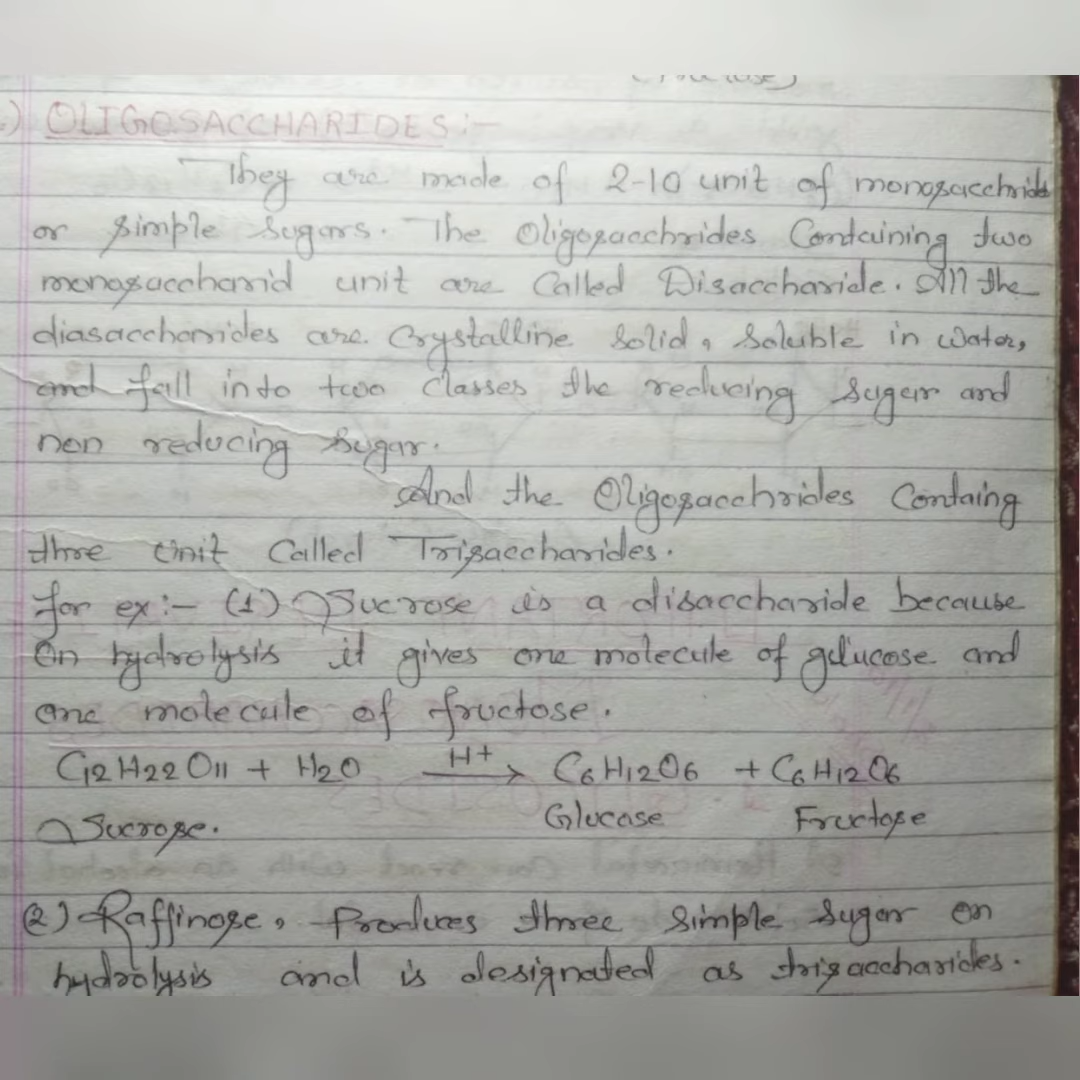 ) OLIGOSACCHARIDES:-
They are made of 2-10 unit of monosacchride
or simple sugars. The Oligosacchrides Containing two
monosaccharid unit are Called Disaccharide. All the
diasaccharides are Crystalline Solid, Soluble in water,
and fall into two classes the reducing sugar and
non reducing sugar.
And the Oligosacchrides Containg
thre Unit Called Trisaccharides.
for ex:- (1) Sucrose is a disaccharide because
On hydrolysis it gives one molecule of glucose and
one molecule of fructose.
C12H22O11 + H2O H+ → C6H12O6 + C6H12O6
Sucrose. Glucose Fructose
(2) Raffinose, Produces three simple sugar on
hydrolysis and is designated as trisaccharides.